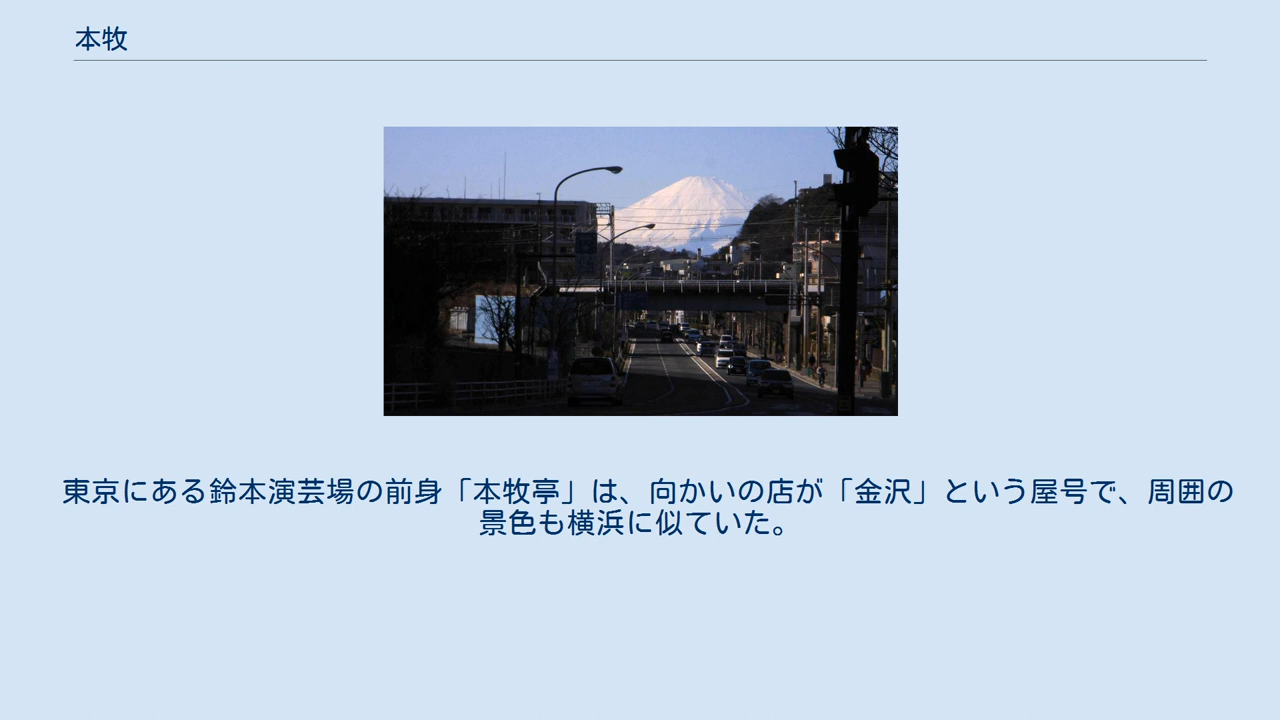 本牧
東京にある鈴本演芸場の前身「本牧亭」は、向かいの店が「金沢」という屋号で、周囲の
景色も横浜に似ていた。